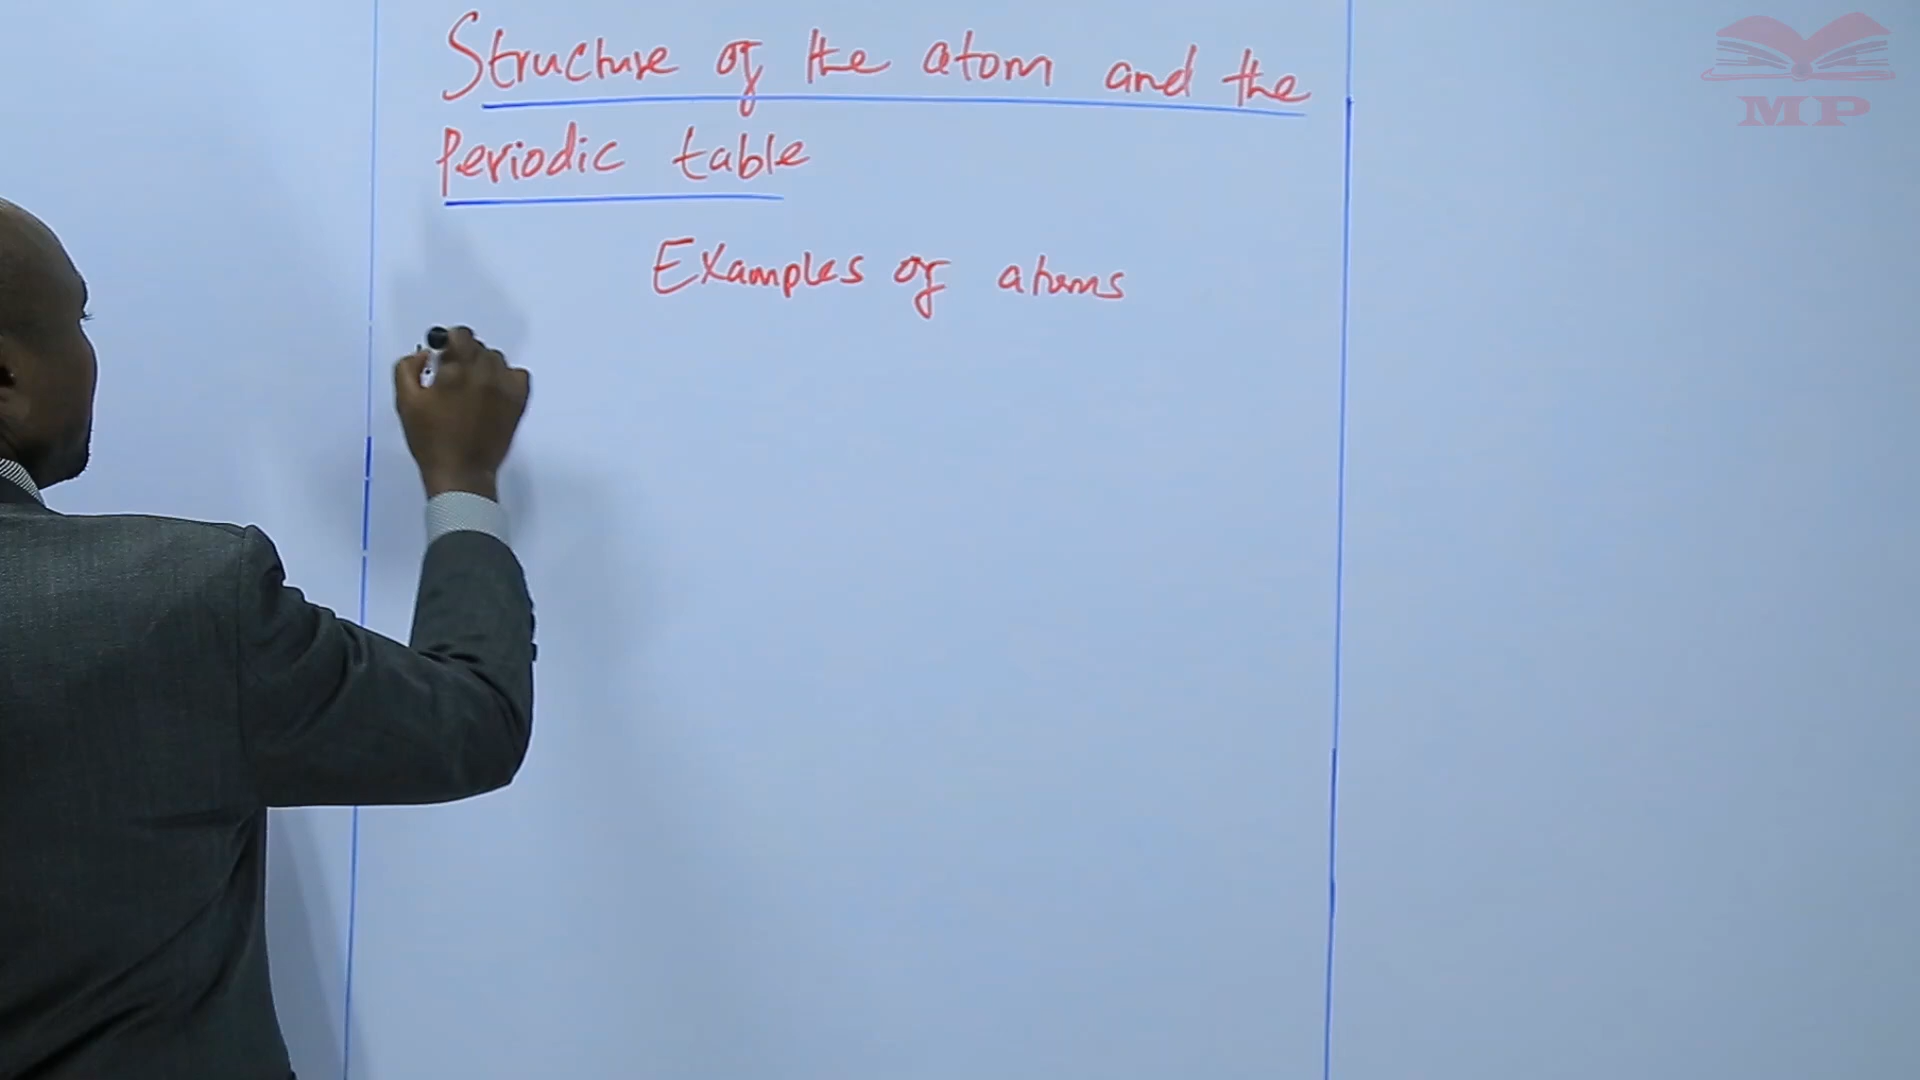 Structure of the atom and the
Periodic table
Examples of atoms
MP